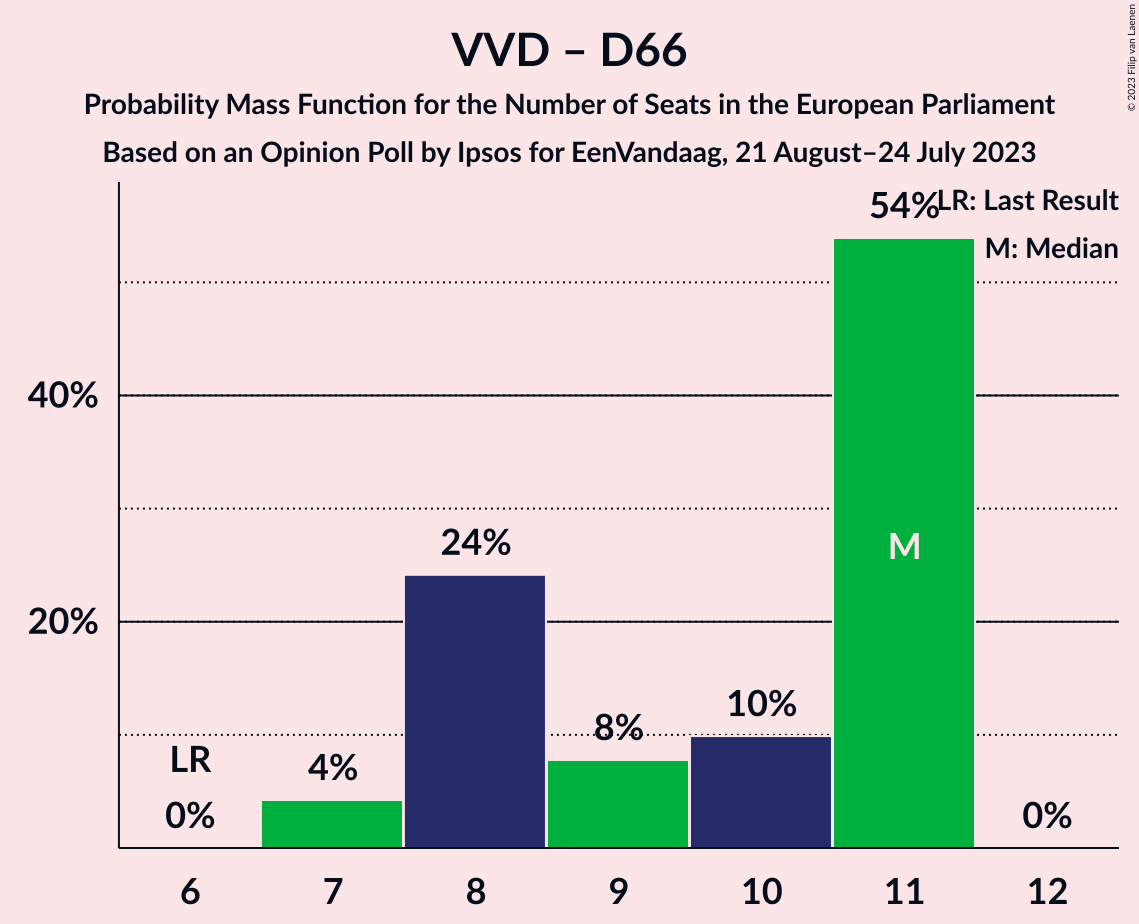 VVD – D66
Probability Mass Function for the Number of Seats in the European Parliament
Based on an Opinion Poll by Ipsos for EenVandaag, 21 August–24 July 2023
© 2023 Filip van Laenen
LR: Last Result
M: Median
54%
40%
M
24%
20%
10%
8%
LR
4%
0%
0%
6 7 8 9 10 11 12